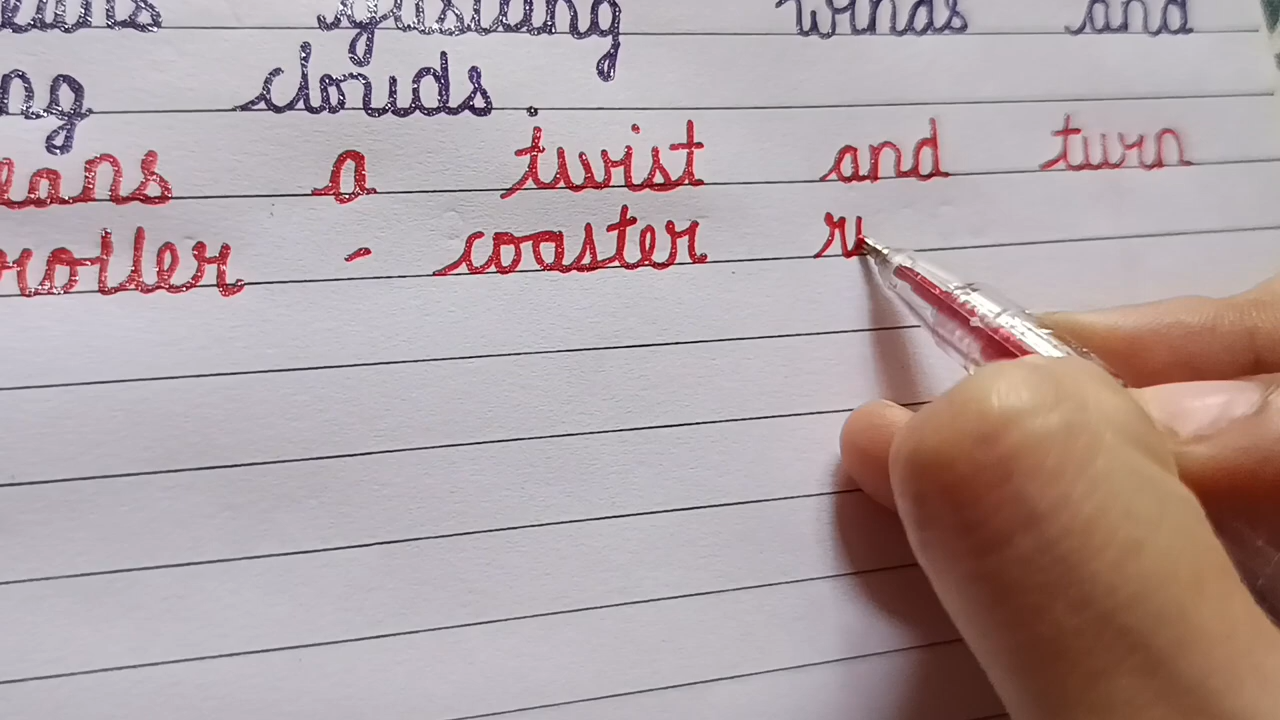 gusting winds and
clouds.
a twist and turn
roller - coaster